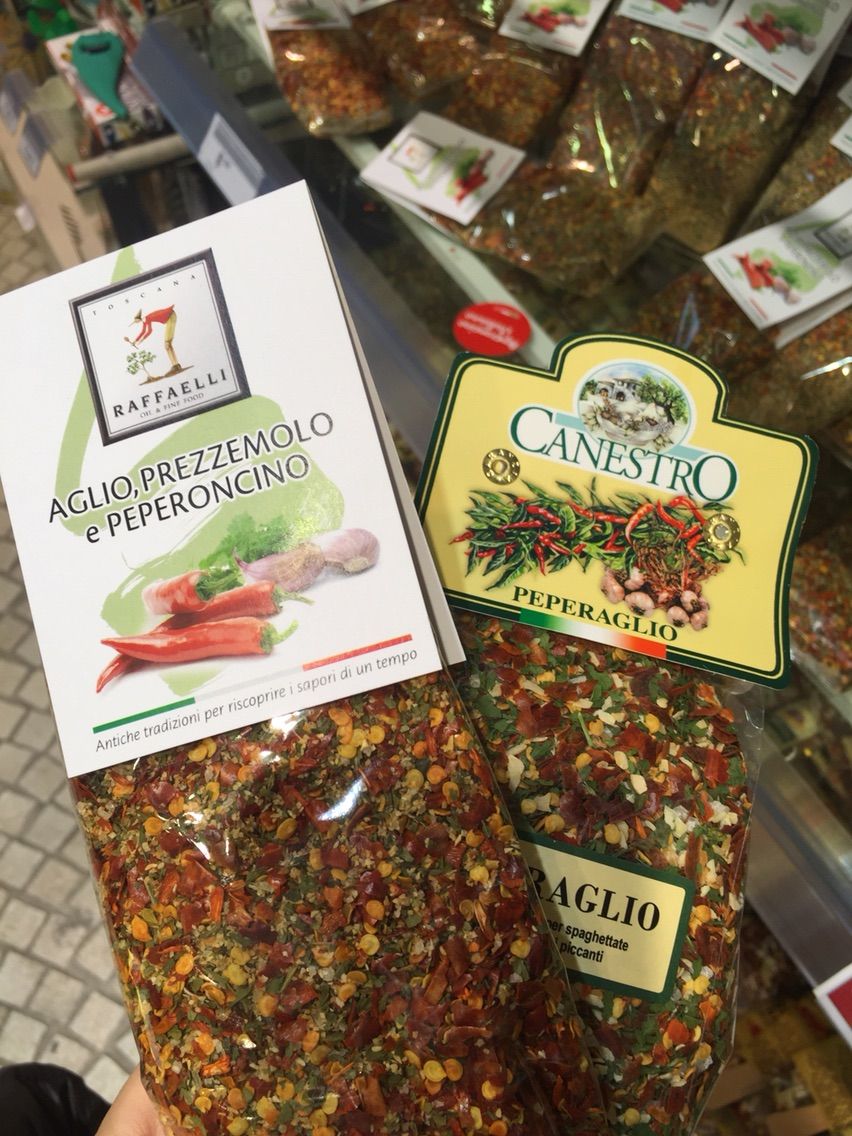 TOSCANA
RAFFAELLI
OIL & FINE FOOD
AGLIO, PREZZEMOLO
e PEPERONCINO
Antiche tradizioni per riscoprire i sapori di un tempo
CANESTRO
PEPERAGLIO
RAGLIO
per spaghettate
piccanti